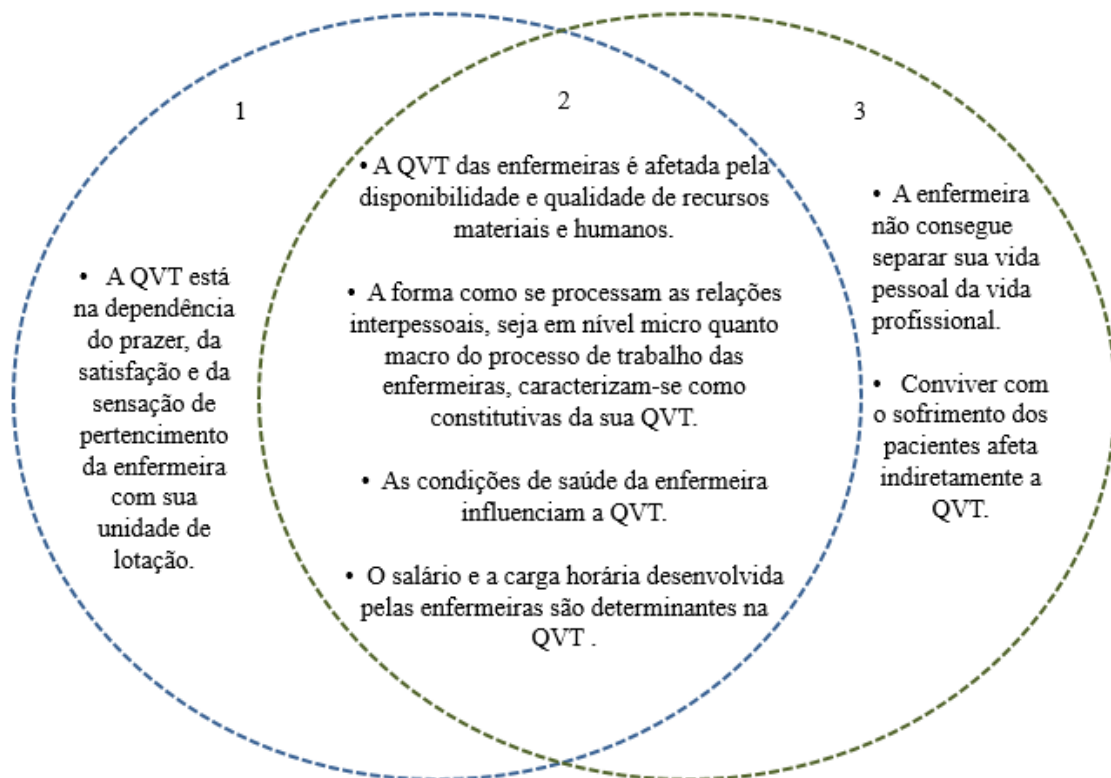 1
• A QVT está
na dependência
do prazer, da
satisfação e da
sensação de
pertencimento
da enfermeira
com sua
unidade de
lotação.
2
• A QVT das enfermeiras é afetada pela
disponibilidade e qualidade de recursos
materiais e humanos.
• A forma como se processam as relações
interpessoais, seja em nível micro quanto
macro do processo de trabalho das
enfermeiras, caracterizam-se como
constitutivas da sua QVT.
• As condições de saúde da enfermeira
influenciam a QVT.
• O salário e a carga horária desenvolvida
pelas enfermeiras são determinantes na
QVT .
3
• A enfermeira
não consegue
separar sua vida
pessoal da vida
profissional.
• Conviver com
o sofrimento dos
pacientes afeta
indiretamente a
QVT.